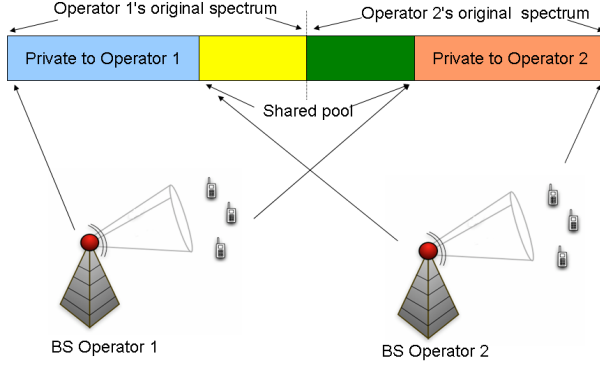 Operator 1's original spectrum
Operator 2's original spectrum
Private to Operator 1
Private to Operator 2
Shared pool
BS Operator 1
BS Operator 2